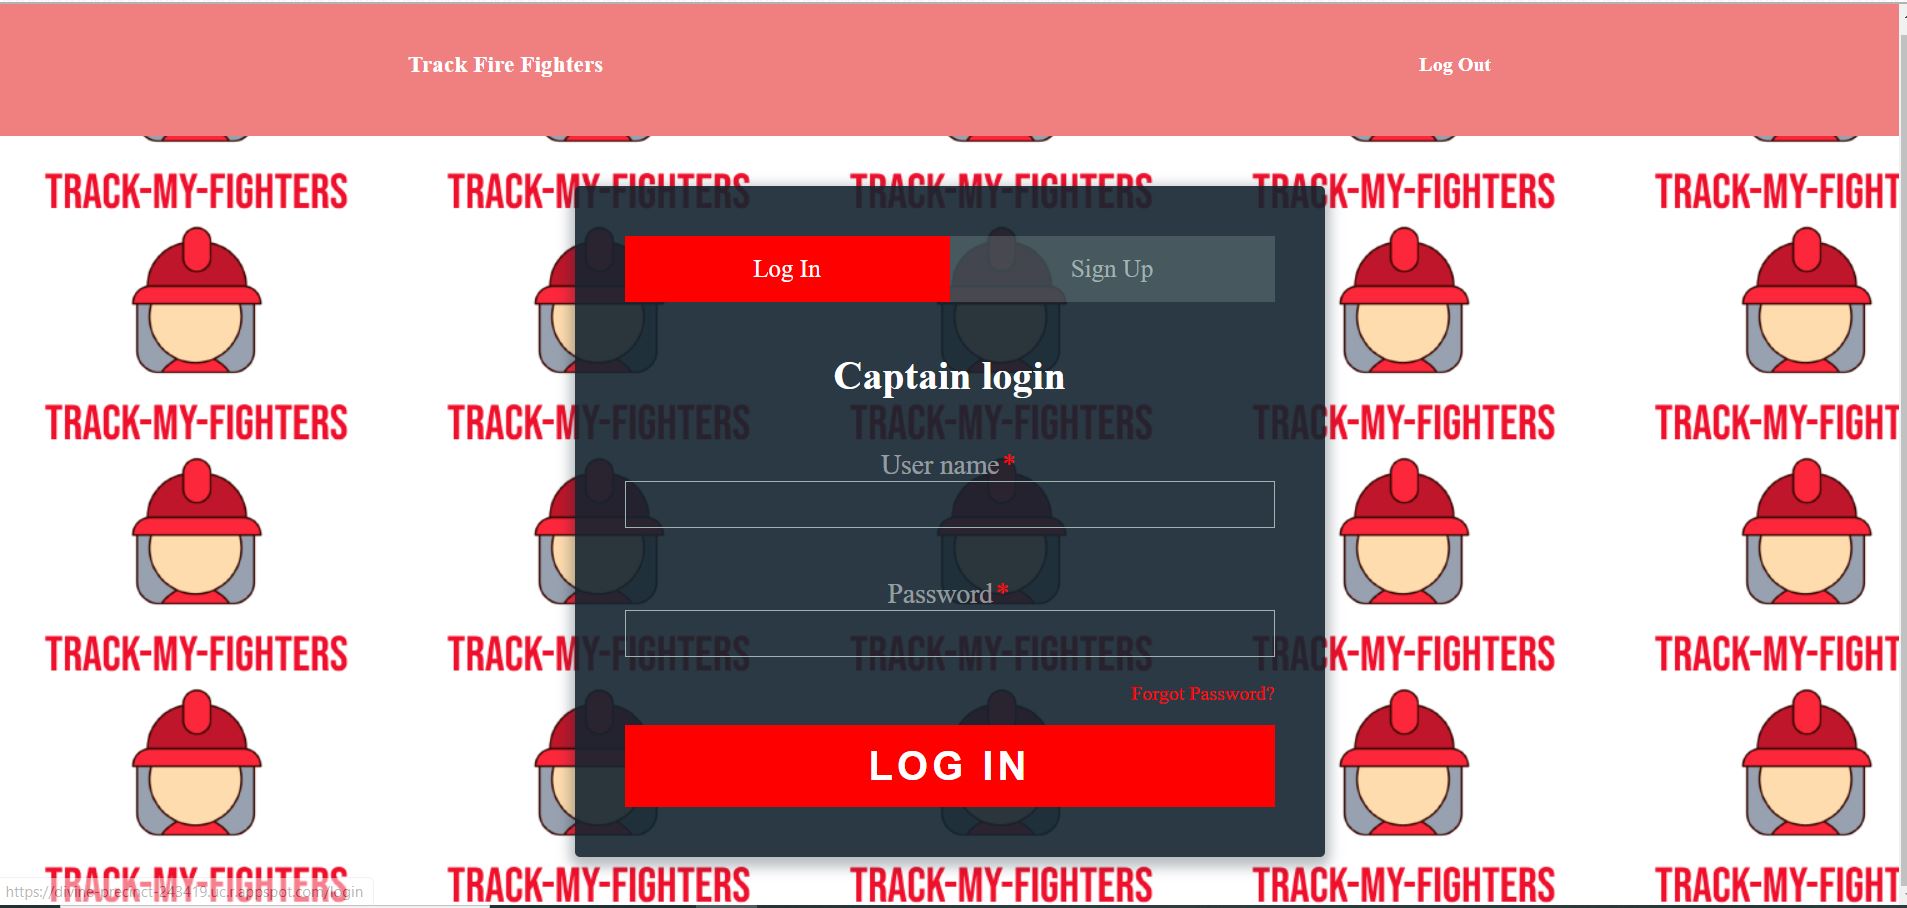 Track Fire Fighters Log Out
TRACK-MY-FIGHTERS TRACK-MY-FIGHTERS TRACK-MY-FIGHTERS TRACK-MY-FIGHTERS TRACK-MY-FIGHT
Log In Sign Up
Captain login
TRACK-MY-FIGHTERS TRACK-MY-FIGHTERS TRACK-MY-FIGHTERS TRACK-MY-FIGHTERS TRACK-MY-FIGHT
User name *
Password *
TRACK-MY-FIGHTERS TRACK-MY-FIGHTERS TRACK-MY-FIGHTERS TRACK-MY-FIGHTERS TRACK-MY-FIGHT
Forgot Password?
LOG IN
TRACK-MY-FIGHTERS TRACK-MY-FIGHTERS TRACK-MY-FIGHTERS TRACK-MY-FIGHTERS TRACK-MY-FIGHT
https://divine-precinct-243419.uc.r.appspot.com/login